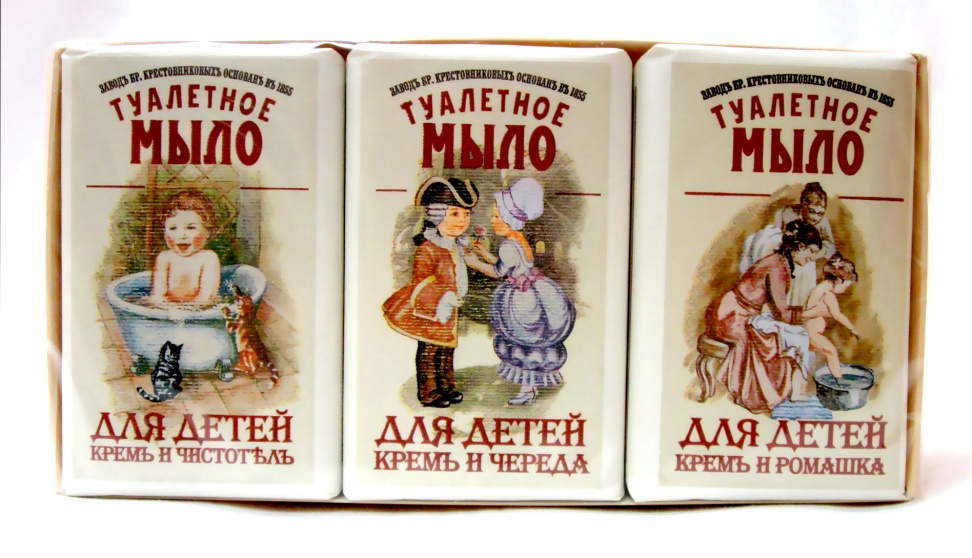 ЗАВОДЪ БР. КРЕСТОВНИКОВЫХЪ ОСНОВАНЪ ВЪ 1855
ТУАЛЕТНОЕ
МЫЛО
ДЛЯ ДЕТЕЙ
КРЕМЪ И ЧИСТОТѢЛЪ
ЗАВОДЪ БР. КРЕСТОВНИКОВЫХЪ ОСНОВАНЪ ВЪ 1855
ТУАЛЕТНОЕ
МЫЛО
ДЛЯ ДЕТЕЙ
КРЕМЪ И ЧЕРЕДА
ЗАВОДЪ БР. КРЕСТОВНИКОВЫХЪ ОСНОВАНЪ ВЪ 1855
ТУАЛЕТНОЕ
МЫЛО
ДЛЯ ДЕТЕЙ
КРЕМЪ И РОМАШКА